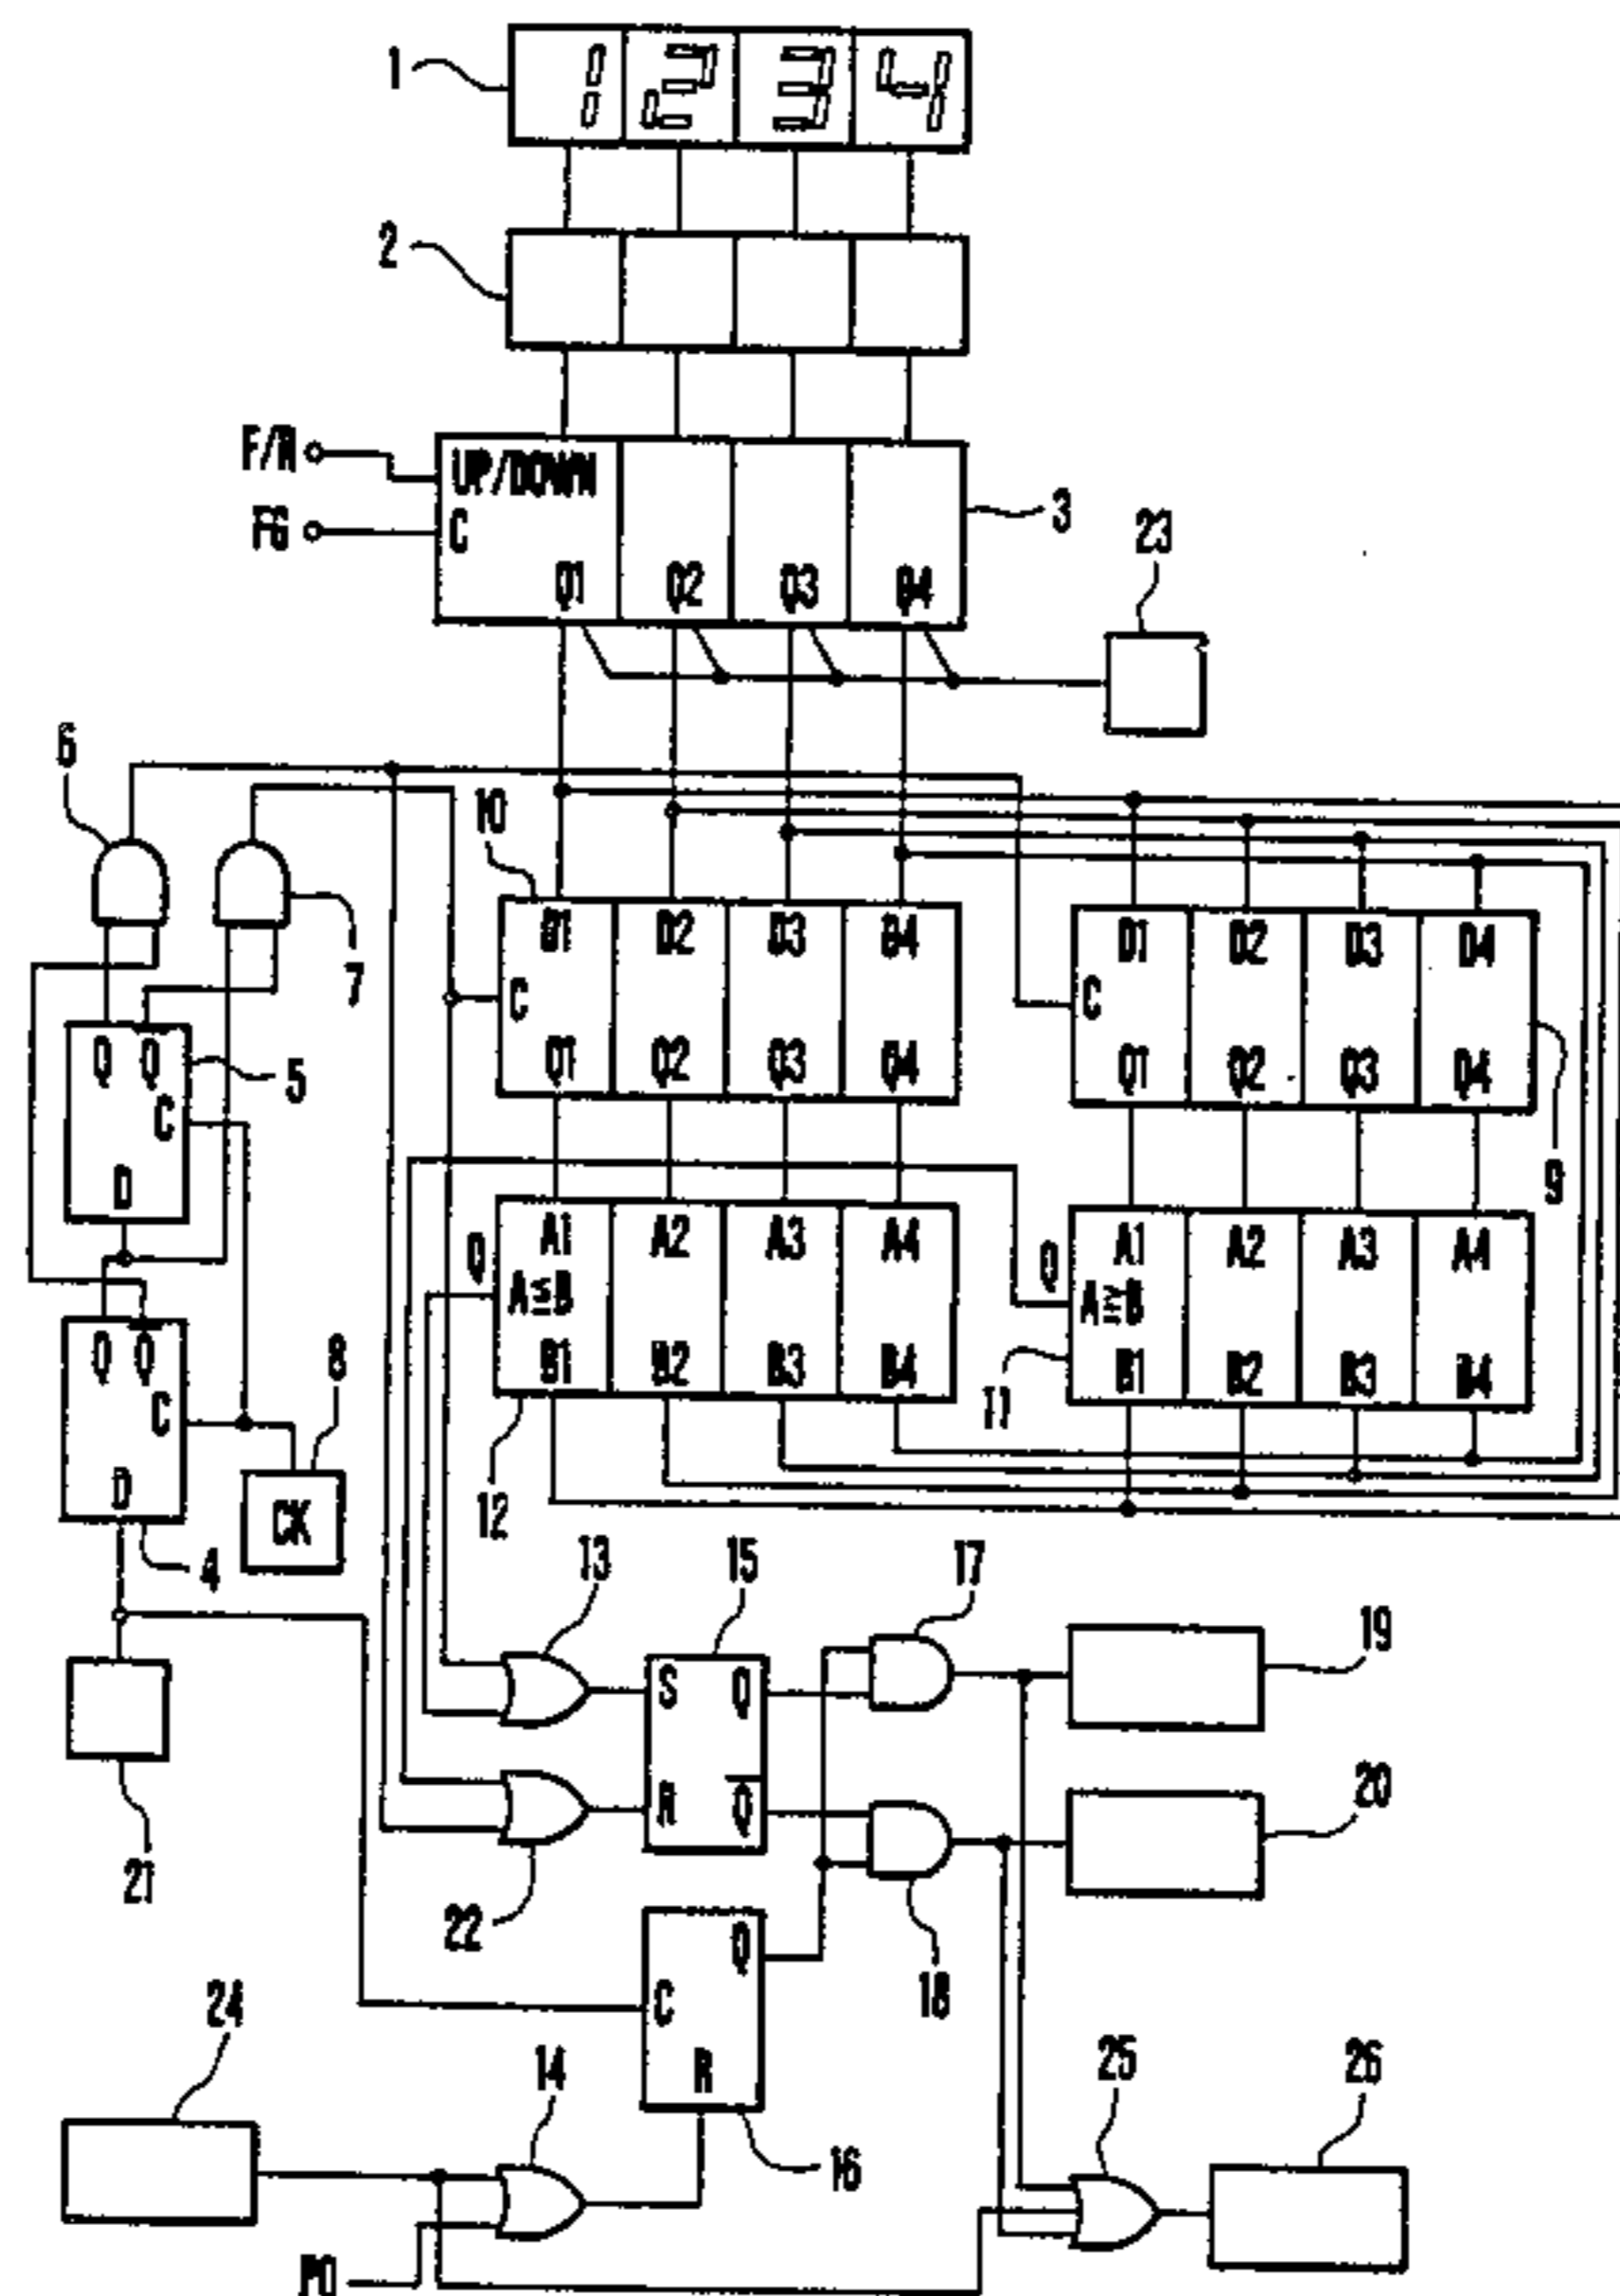 1
1 2 3 4
2
F/R
UP/DOWN
FG
C
3
23
Q1 Q2 Q3 Q4
6
10
7
D1 D2 D3 D4
D1 D2 D3 D4
C
C
Q Q̅
5
Q1 Q2 Q3 Q4
Q1 Q2 Q3 Q4
C
D
9
Q
A1 A2 A3 A4
Q
A1 A2 A3 A4
A≦B
A≧B
Q Q̅
8
B1 B2 B3 B4
B1 B2 B3 B4
C
11
D
CK
12
4
13
15
17
19
S Q
20
R Q̅
21
22
18
Q
24
C
14
R
25
26
16